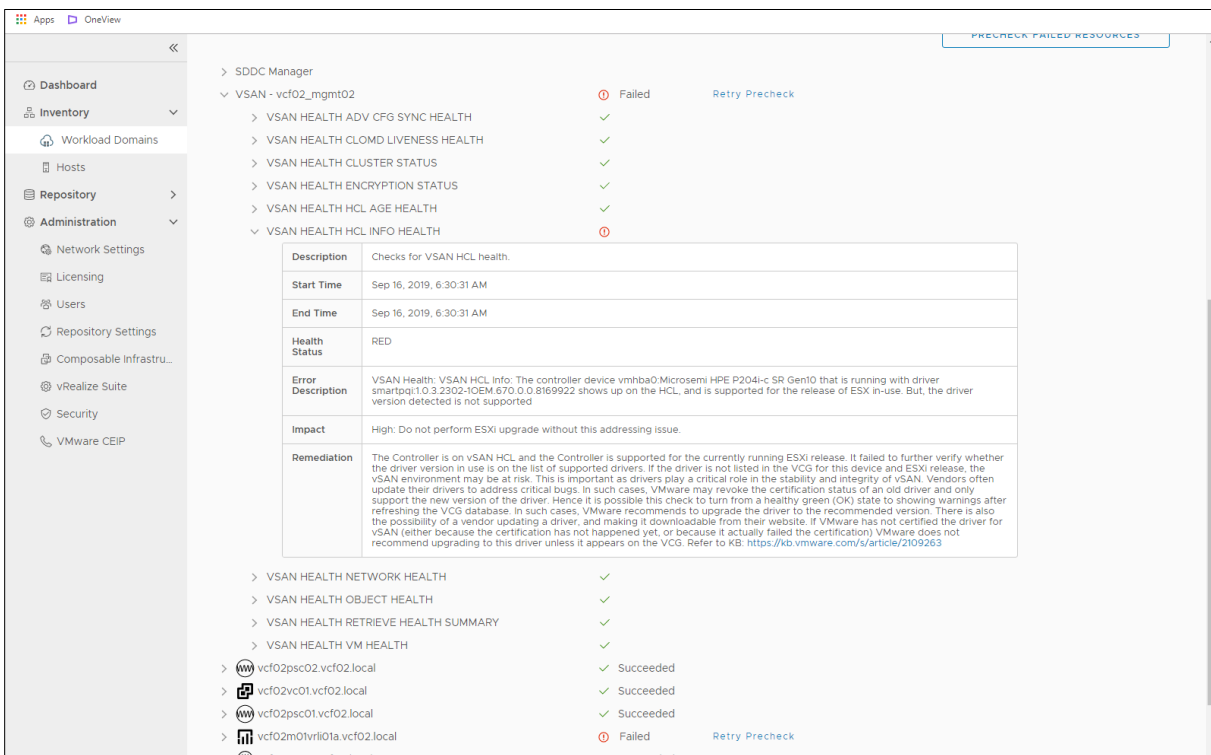 Apps OneView
PRECHECK FAILED RESOURCES
SDDC Manager
Dashboard
VSAN - vcf02_mgmt02 Failed Retry Precheck
Inventory
VSAN HEALTH ADV CFG SYNC HEALTH
Workload Domains
VSAN HEALTH CLOMD LIVENESS HEALTH
Hosts
VSAN HEALTH CLUSTER STATUS
Repository
VSAN HEALTH ENCRYPTION STATUS
Administration
VSAN HEALTH HCL AGE HEALTH
Network Settings
VSAN HEALTH HCL INFO HEALTH
Licensing
Users
Repository Settings
Composable Infrastru...
vRealize Suite
Security
VMware CEIP
Description Checks for VSAN HCL health.
Start Time Sep 16, 2019, 6:30:31 AM
End Time Sep 16, 2019, 6:30:31 AM
Health
Status RED
Error
Description VSAN Health: VSAN HCL Info: The controller device vmhba0:Microsemi HPE P204i-c SR Gen10 that is running with driver
smartpqi:1.0.3.2302-1OEM.670.0.0.8169922 shows up on the HCL, and is supported for the release of ESX in-use. But, the driver
version detected is not supported
Impact High: Do not perform ESXi upgrade without this addressing issue.
Remediation The Controller is on vSAN HCL and the Controller is supported for the currently running ESXi release. It failed to further verify whether
the driver version in use is on the list of supported drivers. If the driver is not listed in the VCG for this device and ESXi release, the
vSAN environment may be at risk. This is important as drivers play a critical role in the stability and integrity of vSAN. Vendors often
update their drivers to address critical bugs. In such cases, VMware may revoke the certification status of an old driver and only
support the new version of the driver. Hence it is possible this check to turn from a healthy green (OK) state to showing warnings after
refreshing the VCG database. In such cases, VMware recommends to upgrade the driver to the recommended version. There is also
the possibility of a vendor updating a driver, and making it downloadable from their website. If VMware has not certified the driver for
vSAN (either because the certification has not happened yet, or because it actually failed the certification) VMware does not
recommend upgrading to this driver unless it appears on the VCG. Refer to KB: https://kb.vmware.com/s/article/2109263
VSAN HEALTH NETWORK HEALTH
VSAN HEALTH OBJECT HEALTH
VSAN HEALTH RETRIEVE HEALTH SUMMARY
VSAN HEALTH VM HEALTH
vcf02psc02.vcf02.local Succeeded
vcf02vc01.vcf02.local Succeeded
vcf02psc01.vcf02.local Succeeded
vcf02m01vrli01a.vcf02.local Failed Retry Precheck